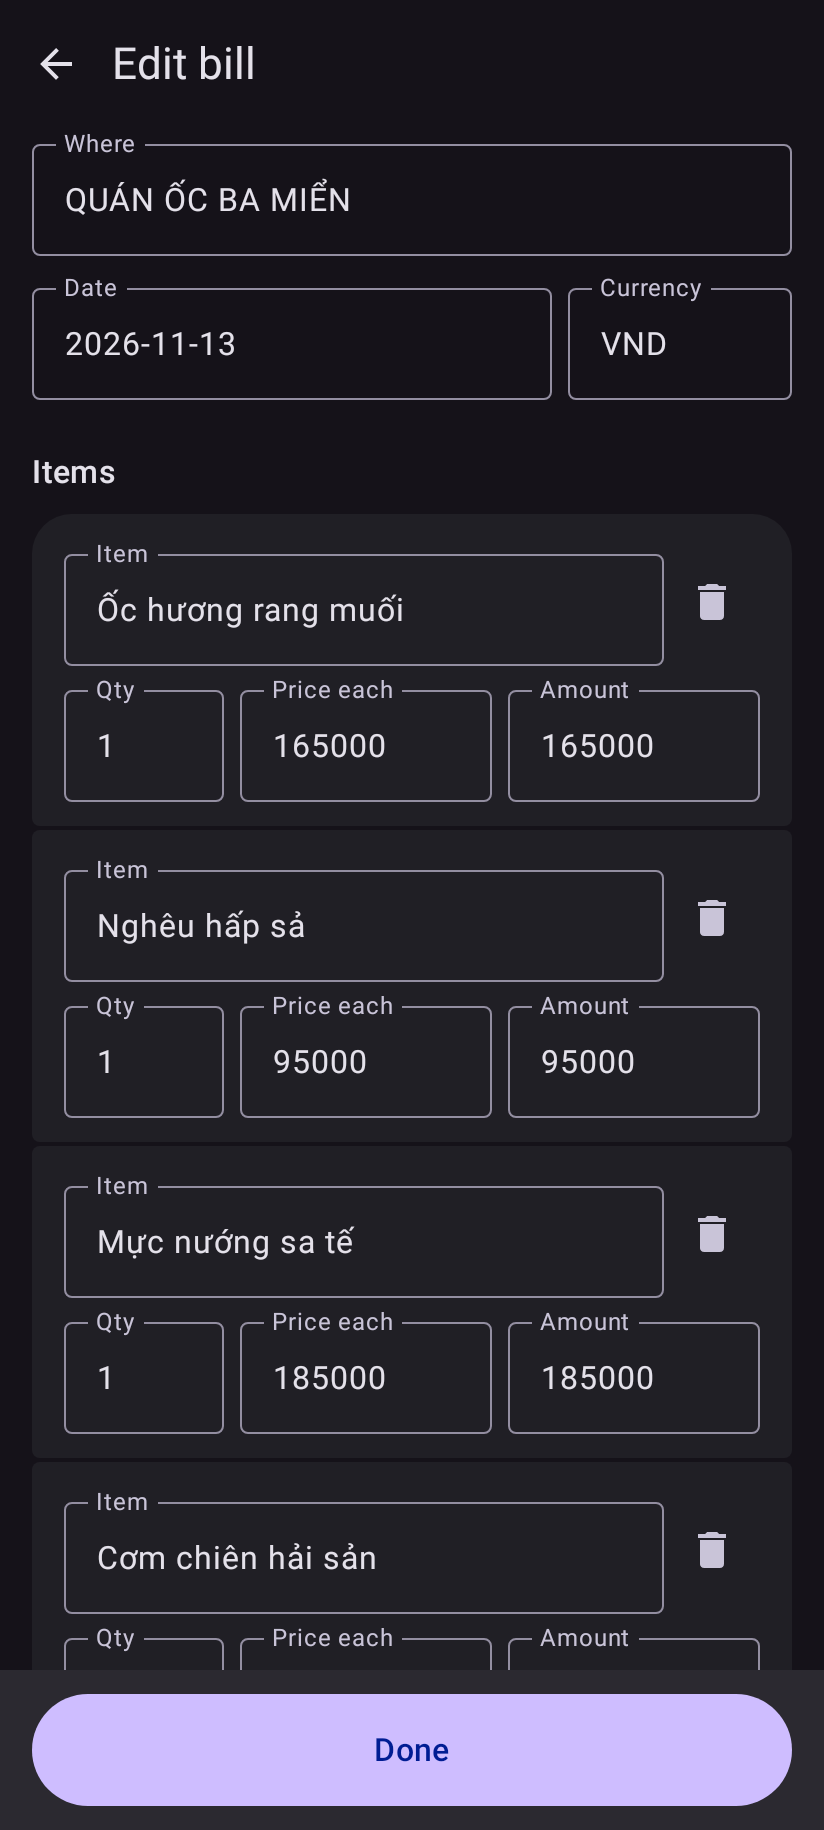 Edit bill
Where
QUÁN ỐC BA MIỂN
Date
Currency
2026-11-13
VND
Items
Item
Ốc hương rang muối
Qty
Price each
Amount
1
165000
165000
Item
Nghêu hấp sả
Qty
Price each
Amount
1
95000
95000
Item
Mực nướng sa tế
Qty
Price each
Amount
1
185000
185000
Item
Cơm chiên hải sản
Qty
Price each
Amount
Done